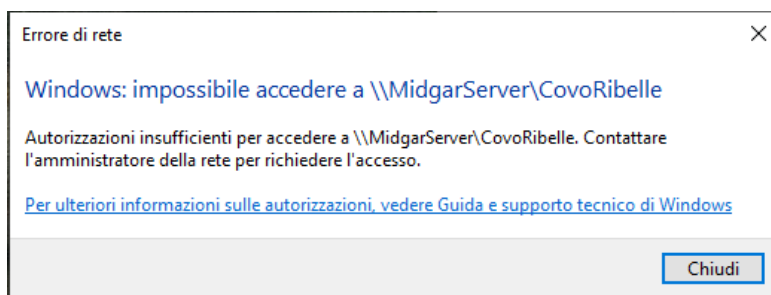 Errore di rete
Windows: impossibile accedere a \\MidgarServer\CovoRibelle
Autorizzazioni insufficienti per accedere a \\MidgarServer\CovoRibelle. Contattare
l'amministratore della rete per richiedere l'accesso.
Per ulteriori informazioni sulle autorizzazioni, vedere Guida e supporto tecnico di Windows
Chiudi